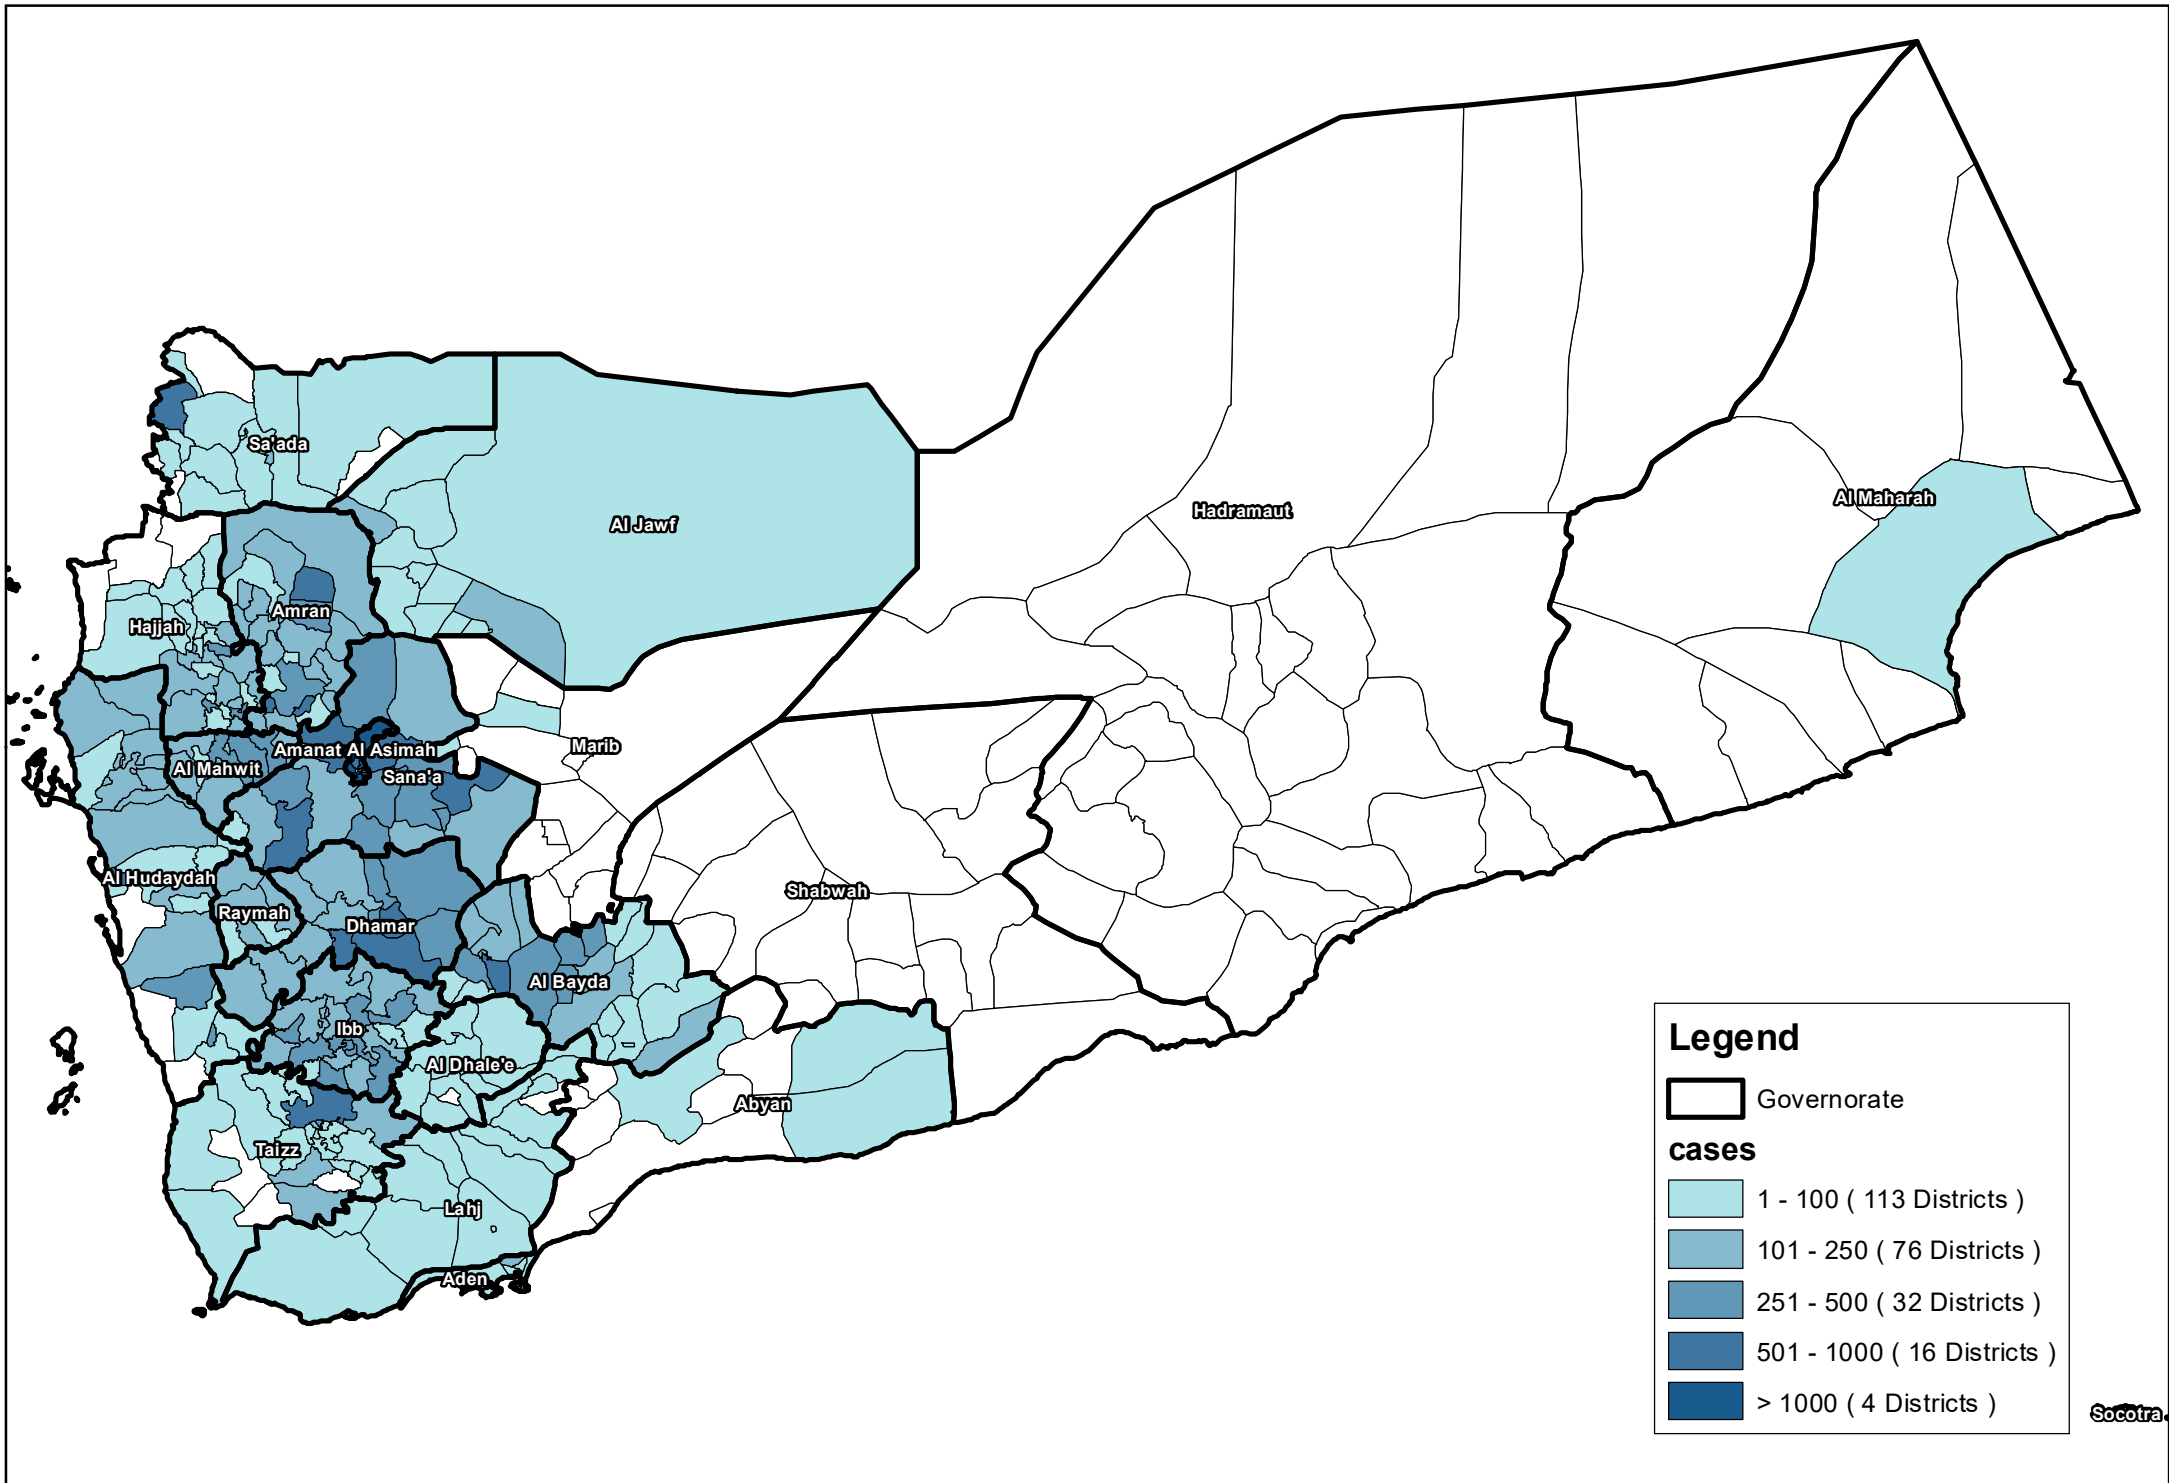 Sa'ada
Al Jawf
Al Maharah
Hadramaut
Amran
Hajjah
Amanat Al Asimah
Marib
Al Mahwit
Sana'a
Al Hudaydah
Shabwah
Raymah
Dhamar
Al Bayda
Ibb
Al Dhale'e
Abyan
Taizz
Lahj
Aden
Legend
Governorate
cases
1 - 100 ( 113 Districts )
101 - 250 ( 76 Districts )
251 - 500 ( 32 Districts )
501 - 1000 ( 16 Districts )
> 1000 ( 4 Districts )
Socotra